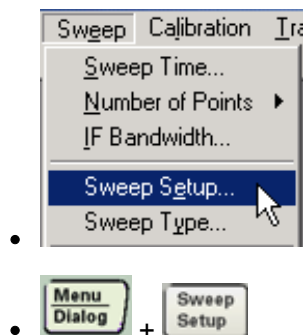 Sweep Calibration Tra
Sweep Time...
Number of Points
IF Bandwidth...
Sweep Setup...
Sweep Type...
Menu
Dialog + Sweep
Setup